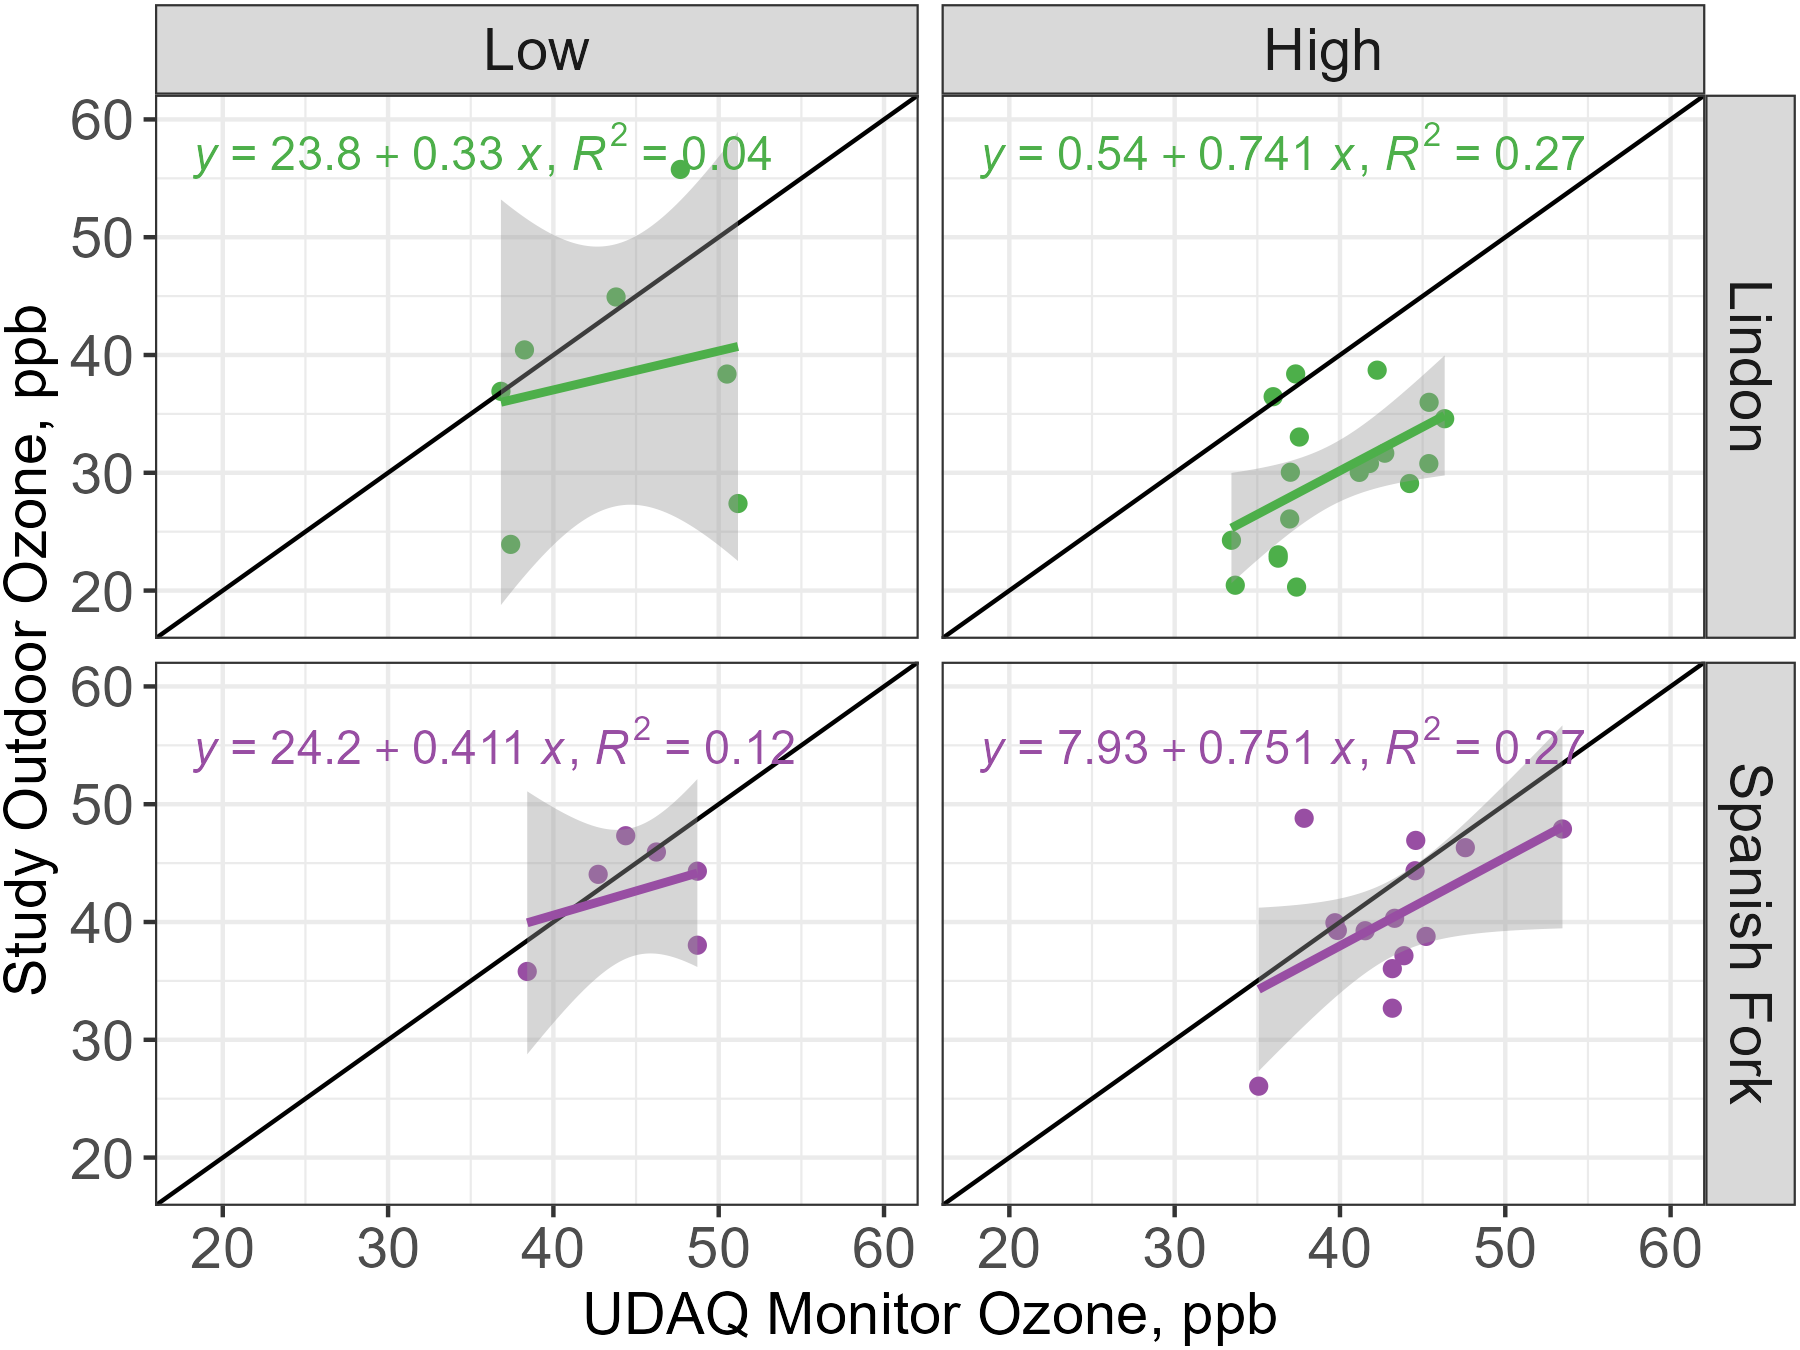 Low
High
60
50
40
30
20
y = 23.8 + 0.33 x, R² = 0.04
y = 0.54 + 0.741 x, R² = 0.27
Lindon
60
50
40
30
20
y = 24.2 + 0.411 x, R² = 0.12
y = 7.93 + 0.751 x, R² = 0.27
Spanish Fork
Study Outdoor Ozone, ppb
20 30 40 50 60
20 30 40 50 60
UDAQ Monitor Ozone, ppb